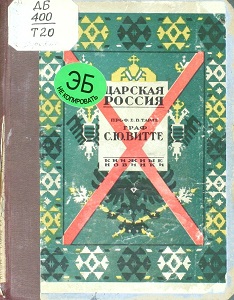 ДБ
400
Т20
ЭБ
НЕ КОПИРОВАТЬ
ЦАРСКАЯ
РОССИЯ
ПРОФ. Е.В. ТАРЛЕ
ГРАФ
С.Ю. ВИТТЕ
КНИЖНЫЕ
НОВИНКИ